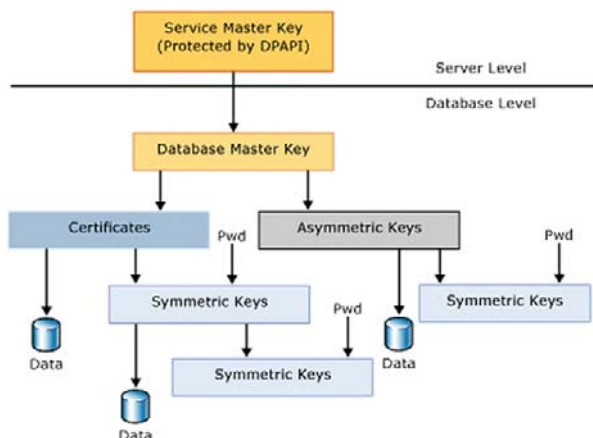 Service Master Key
(Protected by DPAPI)
Server Level
Database Level
Database Master Key
Certificates
Asymmetric Keys
Pwd
Pwd
Symmetric Keys
Symmetric Keys
Pwd
Data
Data
Symmetric Keys
Data